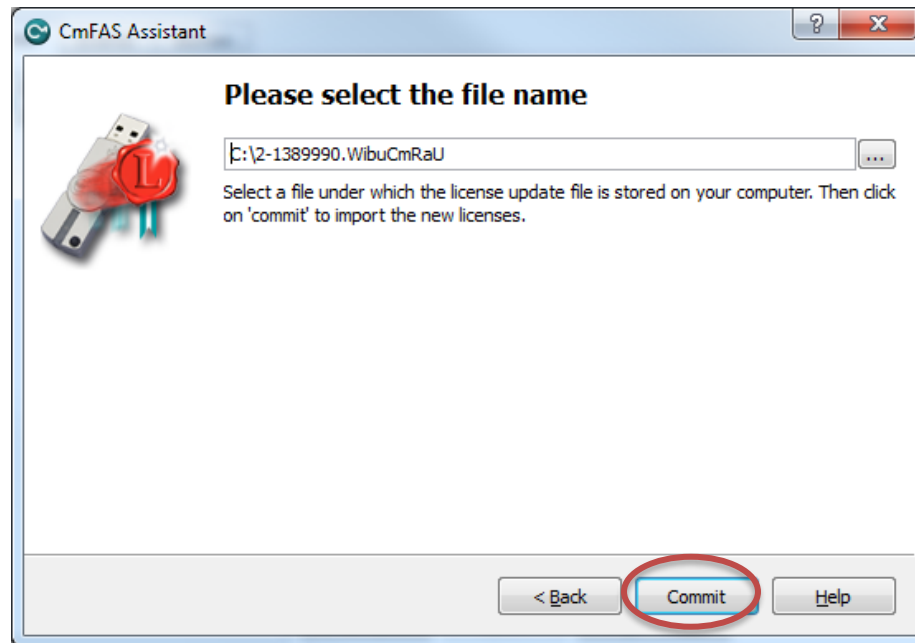 CmFAS Assistant
Please select the file name
C:\2-1389990.WibuCmRaU
...
Select a file under which the license update file is stored on your computer. Then click
on 'commit' to import the new licenses.
L
< Back
Commit
Help